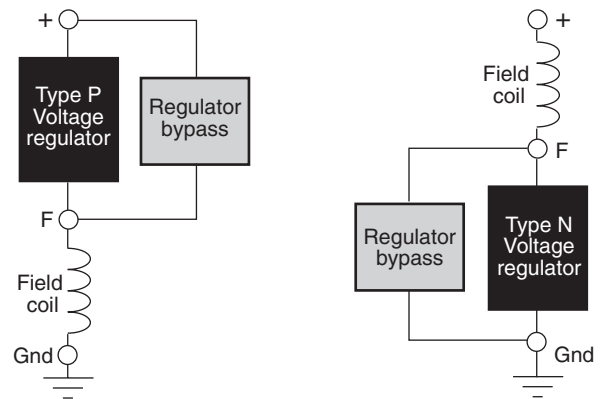 +
Type P
Voltage
regulator
Regulator
bypass
F
Field
coil
Gnd
+
Field
coil
F
Regulator
bypass
Type N
Voltage
regulator
Gnd